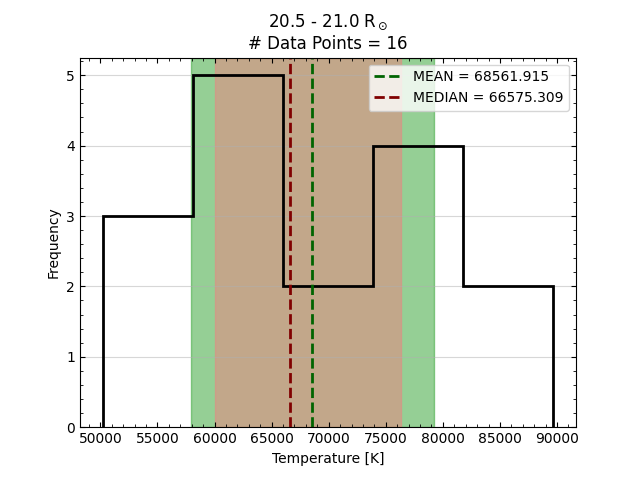 20.5 - 21.0 R⊙
# Data Points = 16
MEAN = 68561.915
MEDIAN = 66575.309
5
4
3
2
1
0
Frequency
50000 55000 60000 65000 70000 75000 80000 85000 90000
Temperature [K]